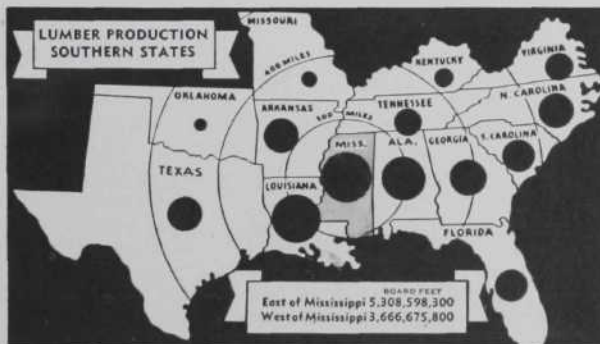 LUMBER PRODUCTION
SOUTHERN STATES
MISSOURI
400 MILES
KENTUCKY
VIRGINIA
OKLAHOMA
ARKANSAS
TENNESSEE
N. CAROLINA
MILES
MISS.
ALA.
GEORGIA
S. CAROLINA
TEXAS
LOUISIANA
FLORIDA
BOARD FEET
East of Mississippi 5,308,598,300
West of Mississippi 3,666,675,800